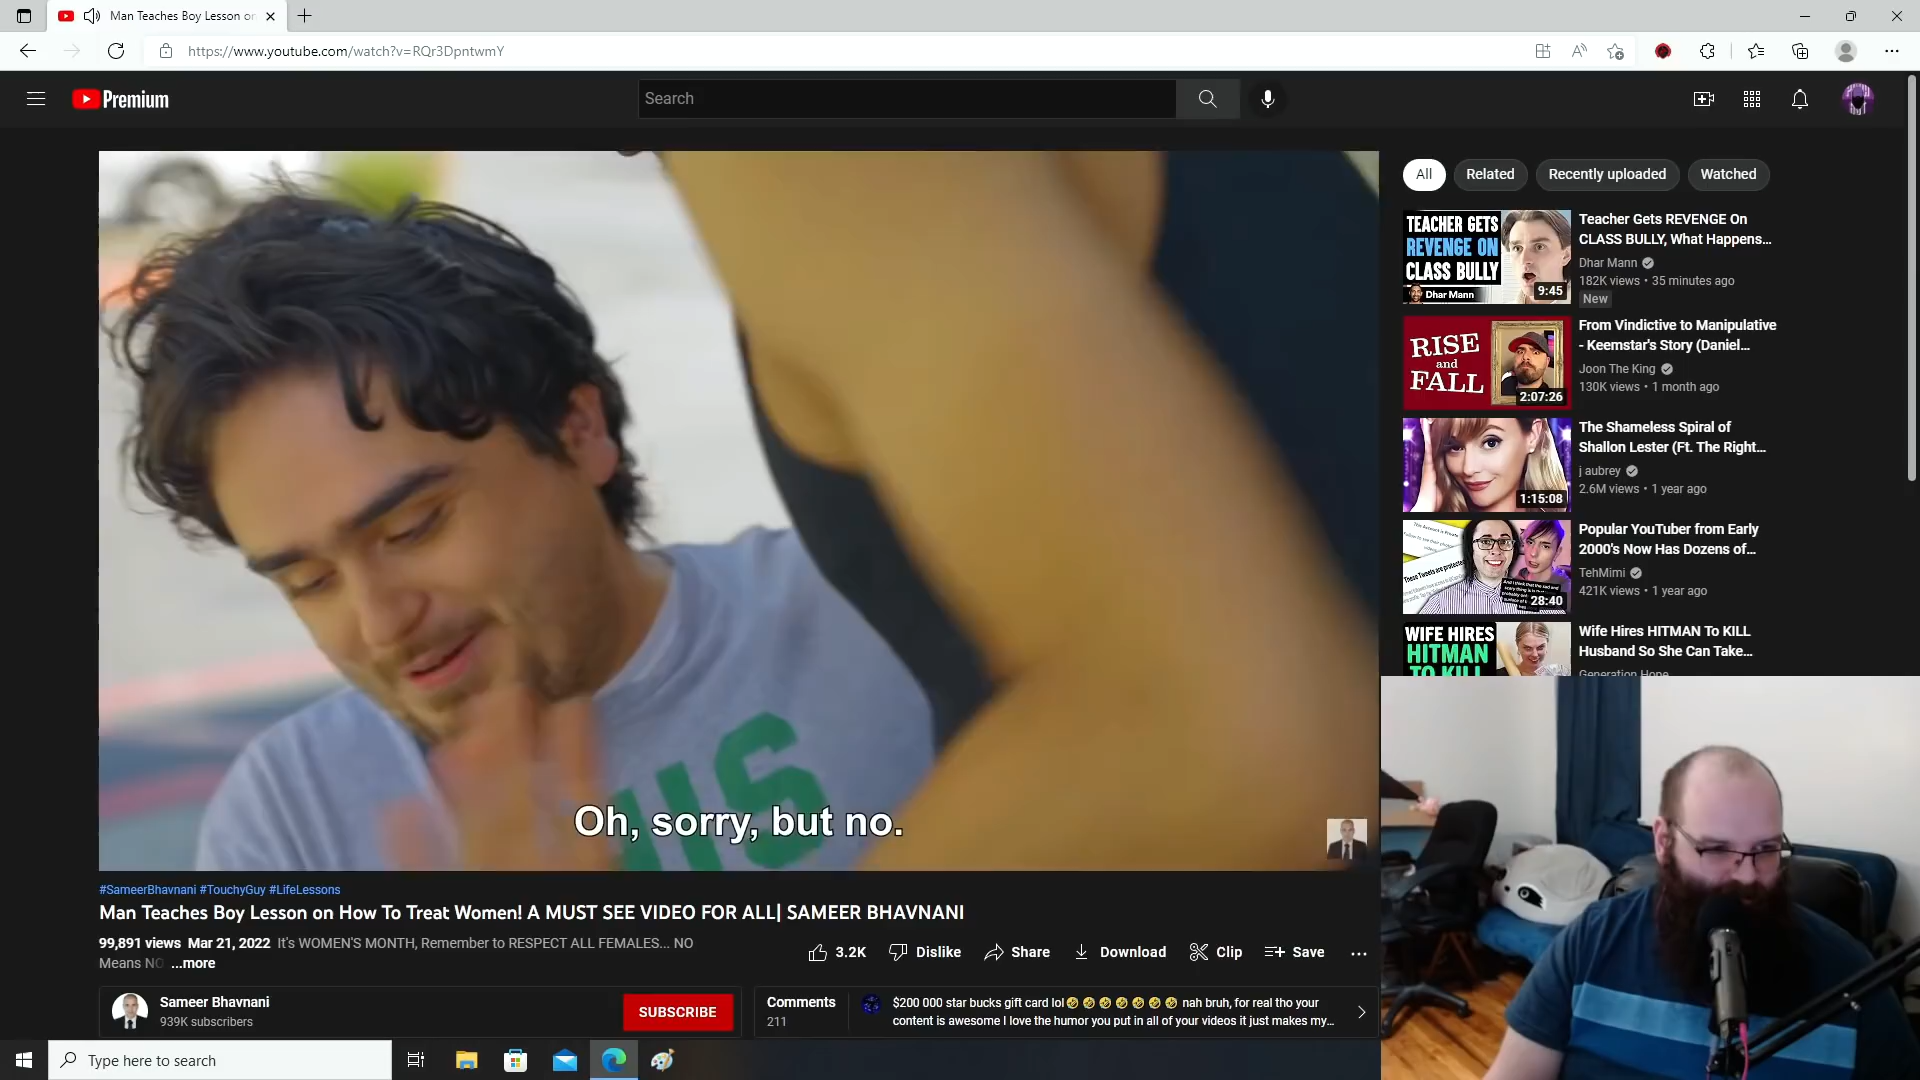 Man Teaches Boy Lesson or
https://www.youtube.com/watch?v=RQr3DpntwmY
Premium
Search
All
Related
Recently uploaded
Watched
TEACHER GETS
REVENGE ON
CLASS BULLY
Dhar Mann
9:45
Teacher Gets REVENGE On
CLASS BULLY, What Happens...
Dhar Mann
182K views • 35 minutes ago
New
RISE
and
FALL
2:07:26
From Vindictive to Manipulative
- Keemstar's Story (Daniel...
Joon The King
130K views • 1 month ago
1:15:08
The Shameless Spiral of
Shallon Lester (Ft. The Right...
j aubrey
2.6M views • 1 year ago
These Tweets are protected
28:40
Popular YouTuber from Early
2000's Now Has Dozens of...
TehMimi
421K views • 1 year ago
WIFE HIRES
HITMAN
TO KILL
Wife Hires HITMAN To KILL
Husband So She Can Take...
Generation Hope
Oh, sorry, but no.
#SameerBhavnani #TouchyGuy #LifeLessons
Man Teaches Boy Lesson on How To Treat Women! A MUST SEE VIDEO FOR ALL| SAMEER BHAVNANI
99,891 views Mar 21, 2022 It's WOMEN'S MONTH, Remember to RESPECT ALL FEMALES... NO
Means NO ...more
3.2K
Dislike
Share
Download
Clip
Save
Sameer Bhavnani
939K subscribers
SUBSCRIBE
Comments
211
$200 000 star bucks gift card lol🤣🤣🤣🤣🤣🤣🤣 nah bruh, for real tho your
content is awesome I love the humor you put in all of your videos it just makes my...
Type here to search